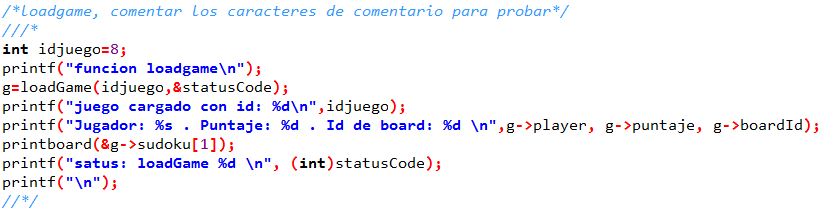 /*loadgame, comentar los caracteres de comentario para probar*/
///*
int idjuego=8;
printf("funcion loadgame\n");
g=loadGame(idjuego,&statusCode);
printf("juego cargado con id: %d\n",idjuego);
printf("Jugador: %s . Puntaje: %d . Id de board: %d \n",g->player, g->puntaje, g->boardId);
printboard(&g->sudoku[1]);
printf("satus: loadGame %d \n", (int)statusCode);
printf("\n");
//*/